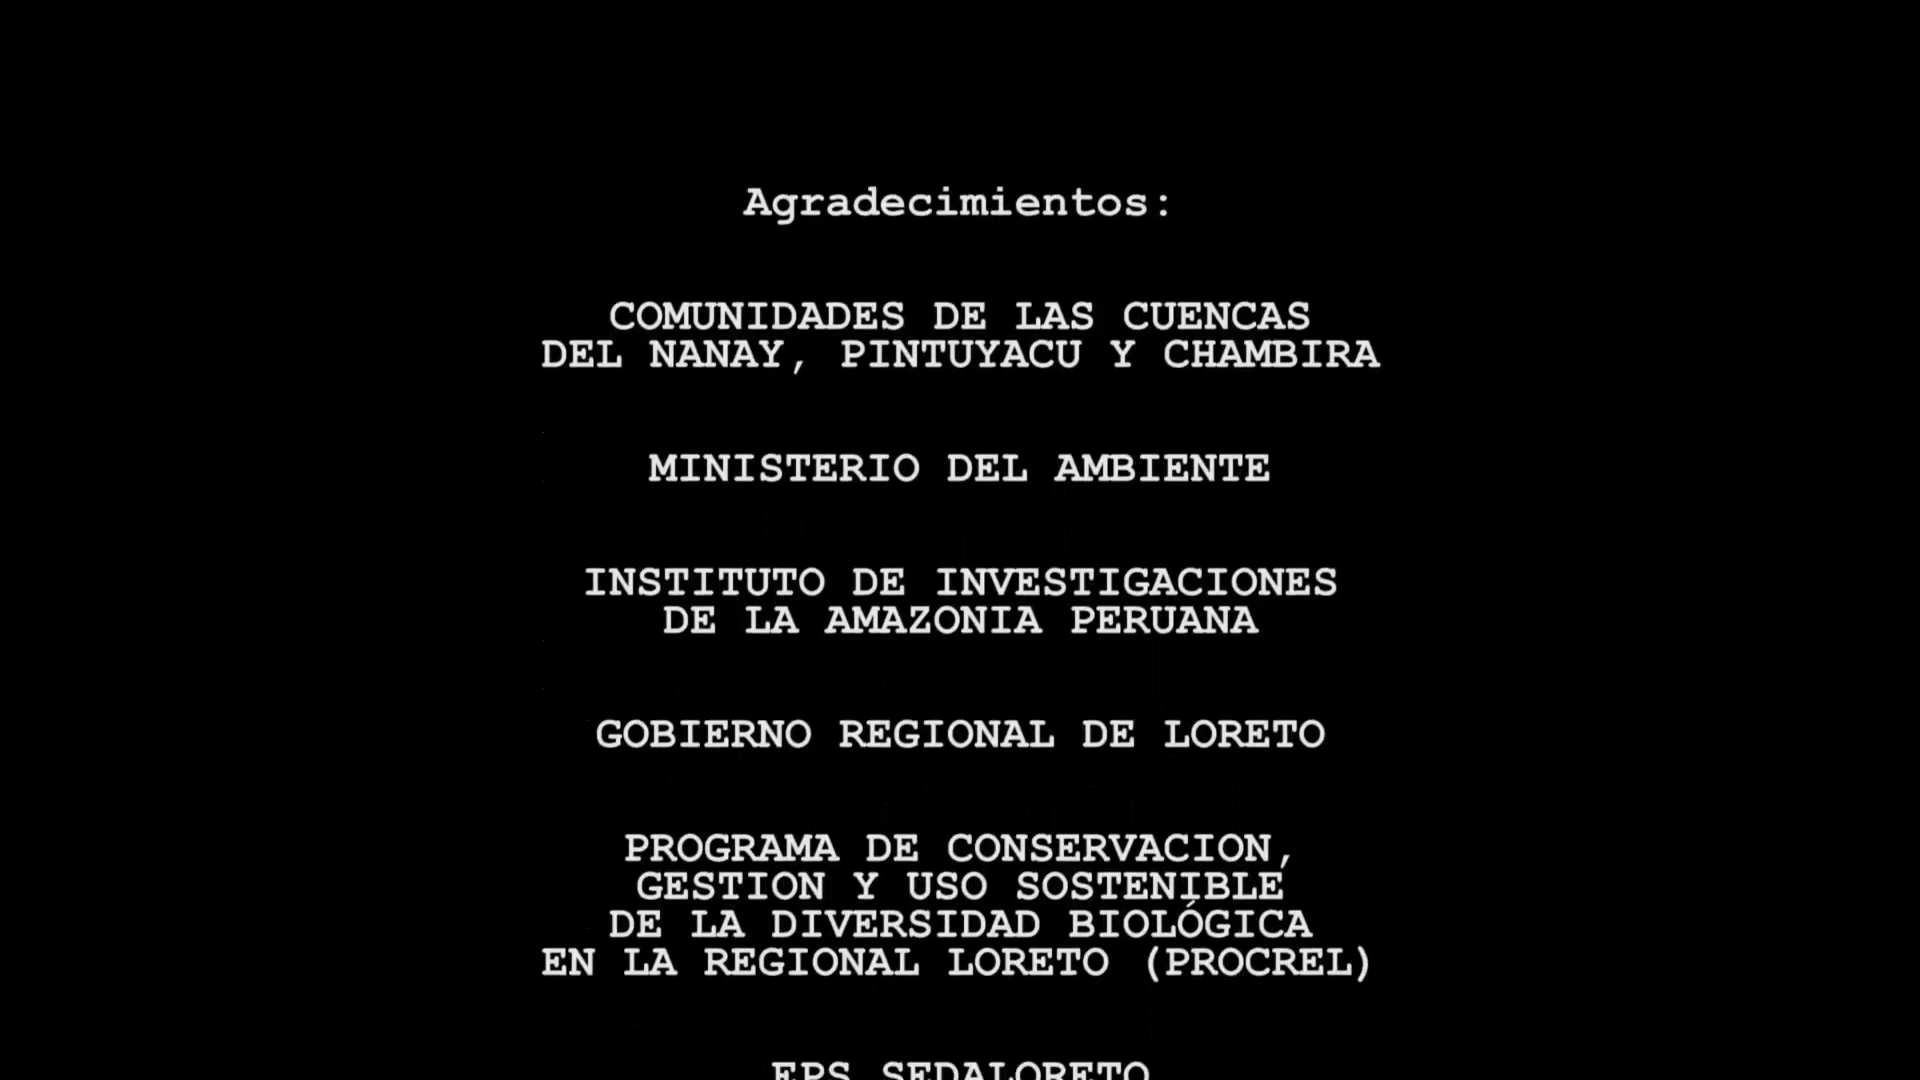 Agradecimientos:
COMUNIDADES DE LAS CUENCAS
DEL NANAY, PINTUYACU Y CHAMBIRA
MINISTERIO DEL AMBIENTE
INSTITUTO DE INVESTIGACIONES
DE LA AMAZONIA PERUANA
GOBIERNO REGIONAL DE LORETO
PROGRAMA DE CONSERVACION,
GESTION Y USO SOSTENIBLE
DE LA DIVERSIDAD BIOLÓGICA
EN LA REGIONAL LORETO (PROCREL)
EPS SEDALORETO